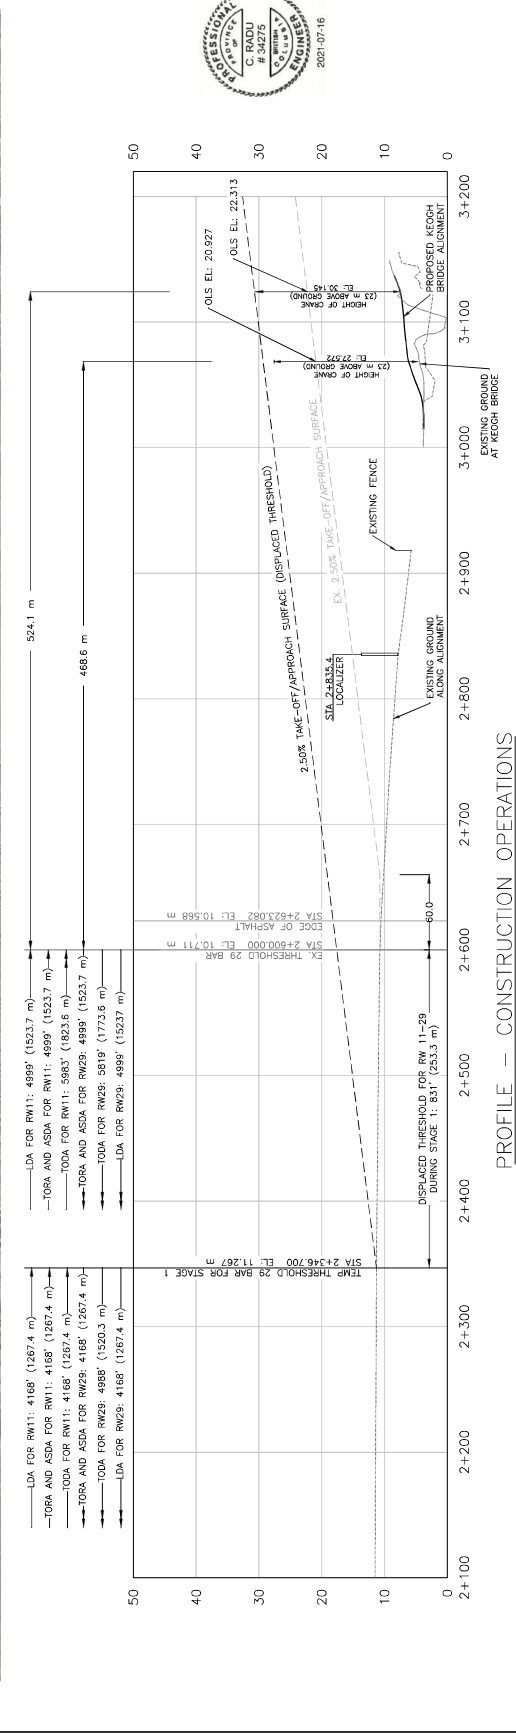 PROFESSIONAL
PROVINCE
OF
C. RADU
# 34275
BRITISH
COLUMBIA
ENGINEER
2021-07-16
524.1 m
468.6 m
LDA FOR RW11: 4168' (1267.4 m)
TORA AND ASDA FOR RW11: 4168' (1267.4 m)
TODA FOR RW11: 4168' (1267.4 m)
TORA AND ASDA FOR RW29: 4168' (1267.4 m)
TODA FOR RW29: 4988' (1520.3 m)
LDA FOR RW29: 4168' (1267.4 m)
LDA FOR RW11: 4999' (1523.7 m)
TORA AND ASDA FOR RW11: 4999' (1523.7 m)
TODA FOR RW11: 5983' (1823.6 m)
TORA AND ASDA FOR RW29: 4999' (1523.7 m)
TODA FOR RW29: 5819' (1773.6 m)
LDA FOR RW29: 4999' (15237 m)
50
40
30
20
10
0
50
40
30
20
10
0
TEMP THRESHOLD 29 BAR FOR STAGE 1
STA 2+346.700 EL: 11.267 m
EX. THRESHOLD 29 BAR
STA 2+600.000 EL: 10.711 m
EDGE OF ASPHALT
STA 2+623.082 EL: 10.568 m
2.50% TAKE-OFF/APPROACH SURFACE (DISPLACED THRESHOLD)
EX. 2.50% TAKE-OFF/APPROACH SURFACE
OLS EL: 20.927
OLS EL: 22.313
HEIGHT OF CRANE
(23 m ABOVE GROUND)
EL: 27.572
HEIGHT OF CRANE
(23 m ABOVE GROUND)
EL: 30.145
STA 2+835.4
LOCALIZER
EXISTING FENCE
EXISTING GROUND
ALONG ALIGNMENT
EXISTING GROUND
AT KEOGH BRIDGE
PROPOSED KEOGH
BRIDGE ALIGNMENT
60.0
DISPLACED THRESHOLD FOR RW 11-29
DURING STAGE 1: 831' (253.3 m)
2+100
2+200
2+300
2+400
2+500
2+600
2+700
2+800
2+900
3+000
3+100
3+200
PROFILE – CONSTRUCTION OPERATIONS